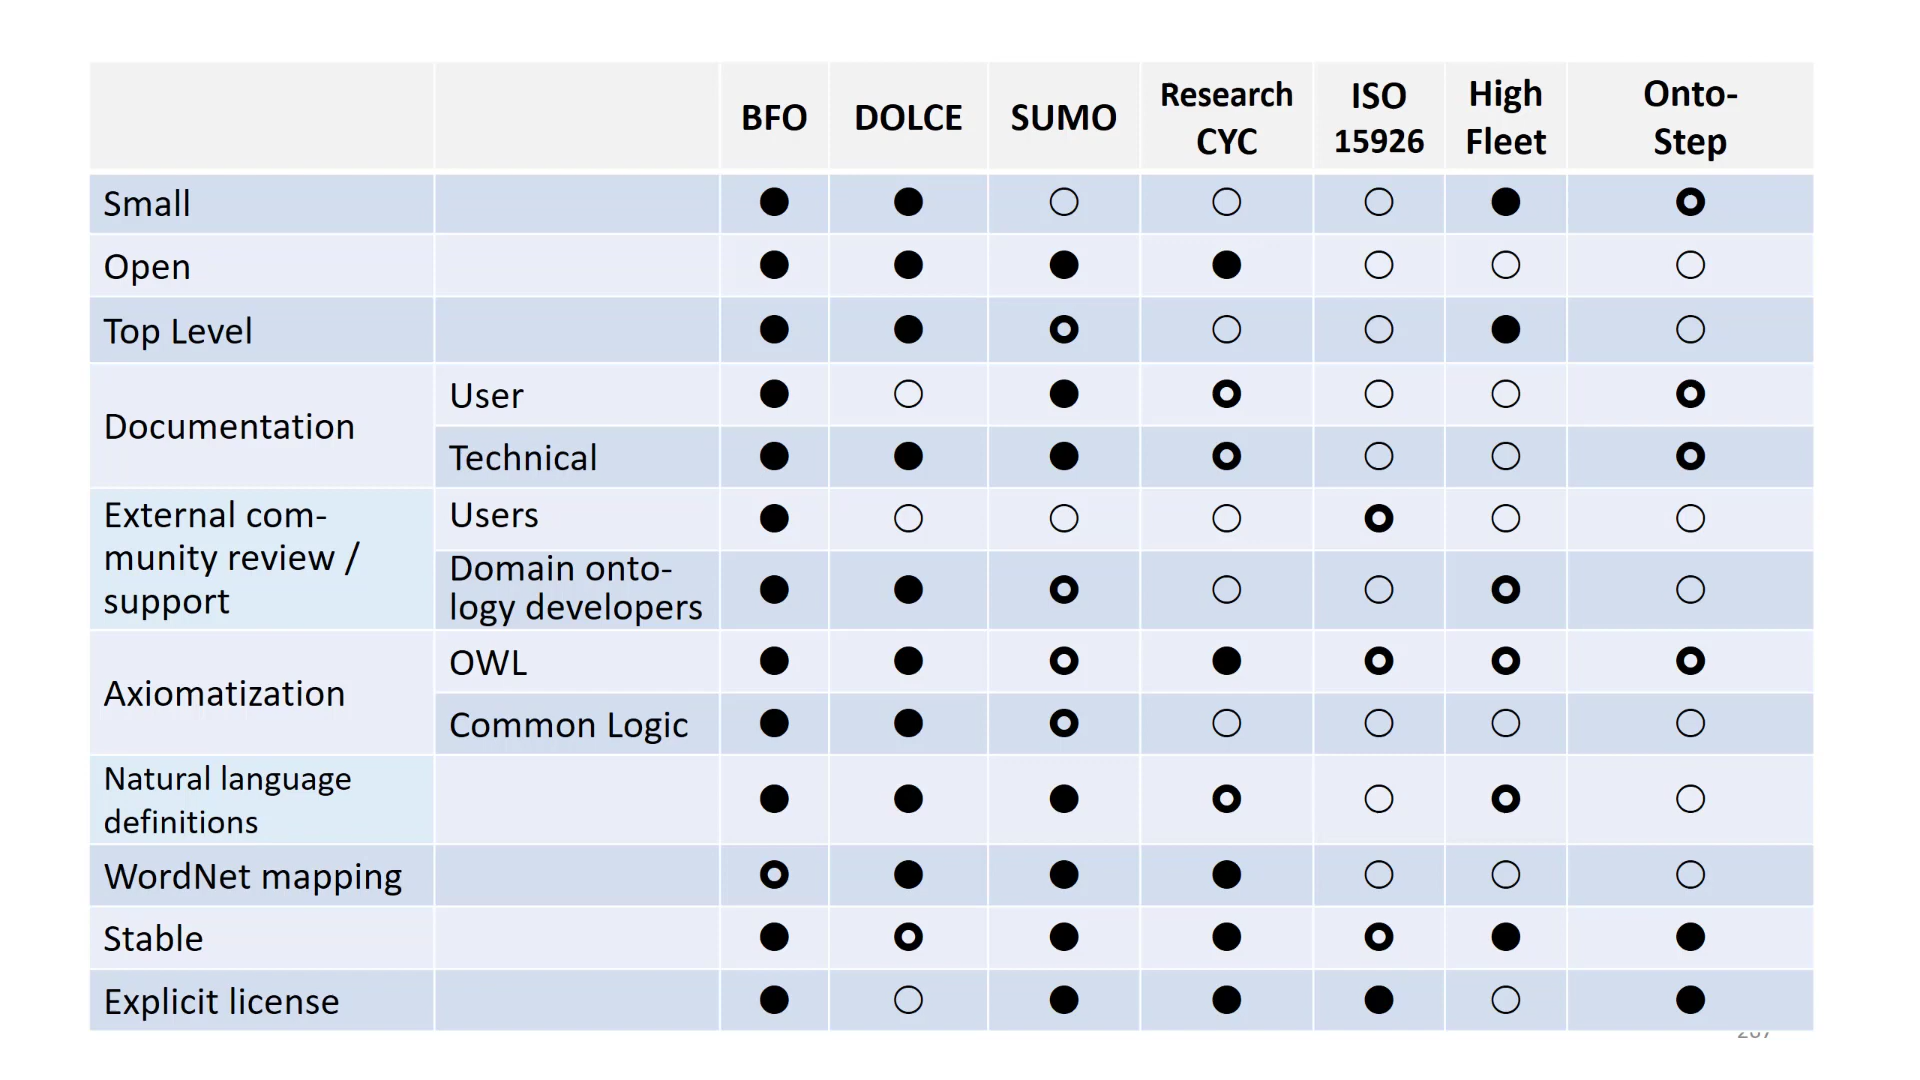 BFO DOLCE SUMO Research CYC ISO 15926 High Fleet Onto-Step
Small ● ● ○ ○ ○ ● ⭘
Open ● ● ● ● ○ ○ ○
Top Level ● ● ⭘ ○ ○ ● ○
Documentation
User ● ○ ● ⭘ ○ ○ ⭘
Technical ● ● ● ⭘ ○ ○ ⭘
External com-
munity review /
support
Users ● ○ ○ ○ ⭘ ○ ○
Domain onto-
logy developers ● ● ⭘ ○ ○ ⭘ ○
Axiomatization
OWL ● ● ⭘ ● ⭘ ⭘ ⭘
Common Logic ● ● ⭘ ○ ○ ○ ○
Natural language
definitions ● ● ● ⭘ ○ ⭘ ○
WordNet mapping ⭘ ● ● ● ○ ○ ○
Stable ● ⭘ ● ● ⭘ ● ●
Explicit license ● ○ ● ● ● ○ ●